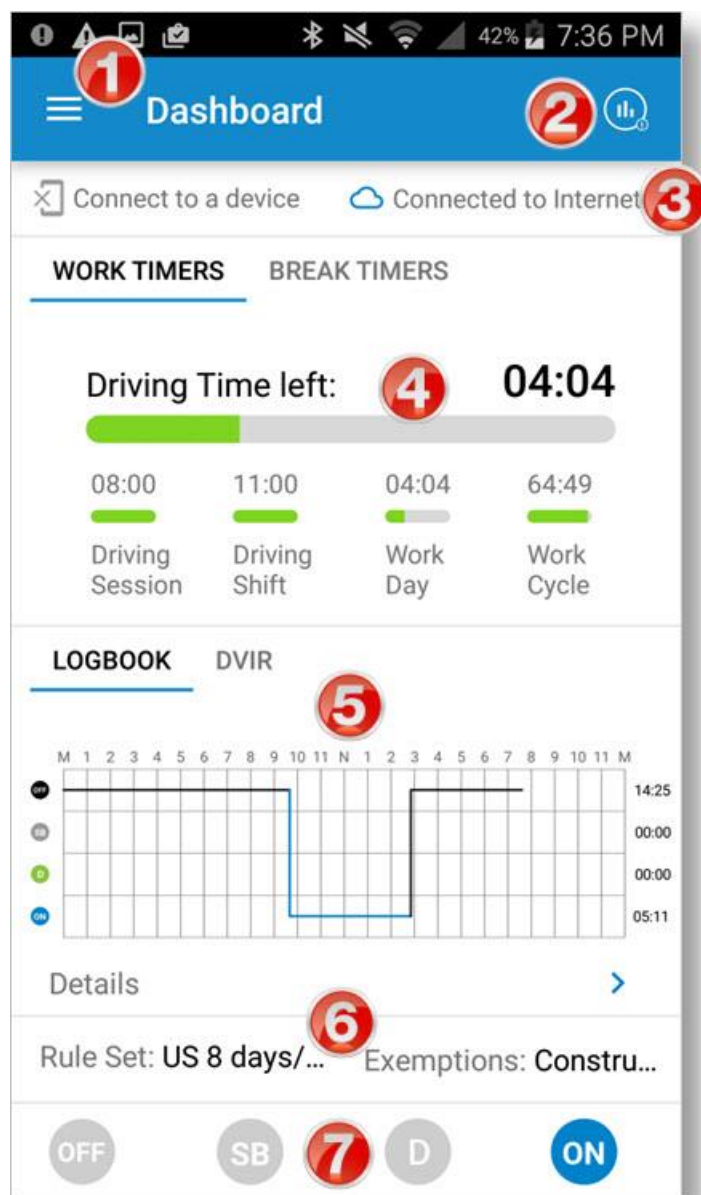 42% 7:36 PM
1
Dashboard 2
Connect to a device Connected to Internet 3
WORK TIMERS BREAK TIMERS
Driving Time left: 4 04:04
08:00 11:00 04:04 64:49
Driving Driving Work Work
Session Shift Day Cycle
LOGBOOK DVIR
5
M 1 2 3 4 5 6 7 8 9 10 11 N 1 2 3 4 5 6 7 8 9 10 11 M
OFF 14:25
SB 00:00
D 00:00
ON 05:11
Details
6
Rule Set: US 8 days/... Exemptions: Constru...
OFF SB 7 D ON